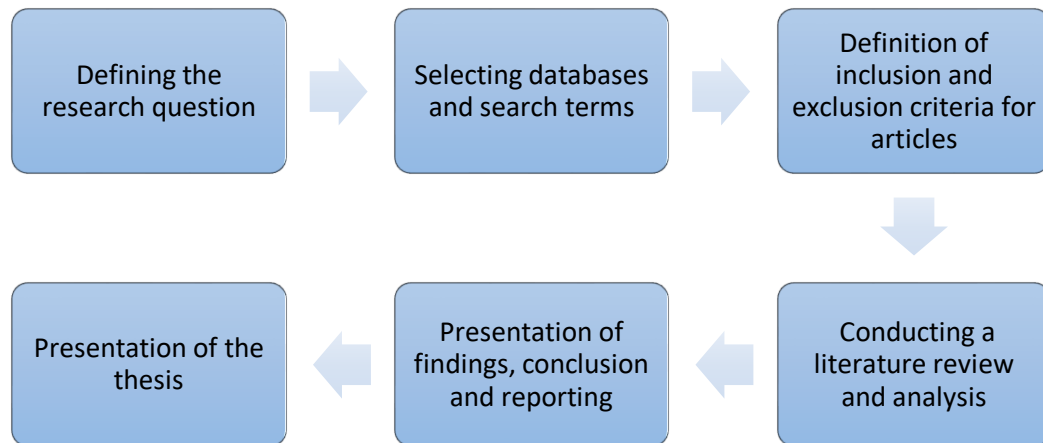 Defining the
research question
Selecting databases
and search terms
Definition of
inclusion and
exclusion criteria for
articles
Conducting a
literature review
and analysis
Presentation of
findings, conclusion
and reporting
Presentation of the
thesis